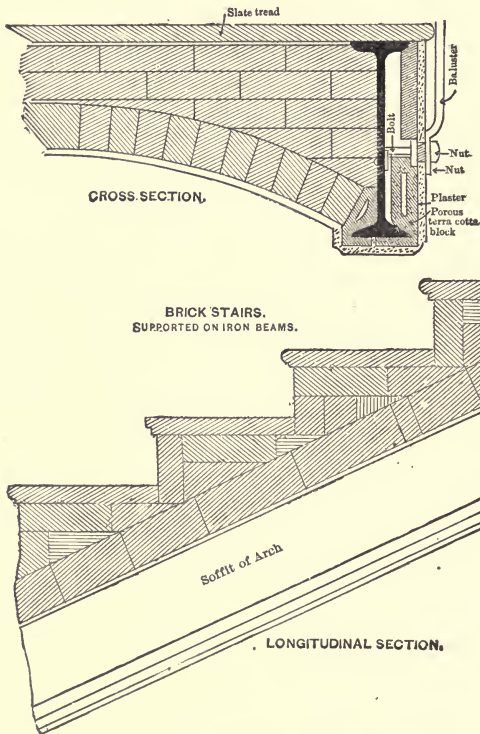 Slate tread
Baluster
Bolt
Nut
Nut
Plaster
Porous
terra cotta
block
CROSS-SECTION.
BRICK STAIRS.
SUPPORTED ON IRON BEAMS.
Soffit of Arch
LONGITUDINAL SECTION.